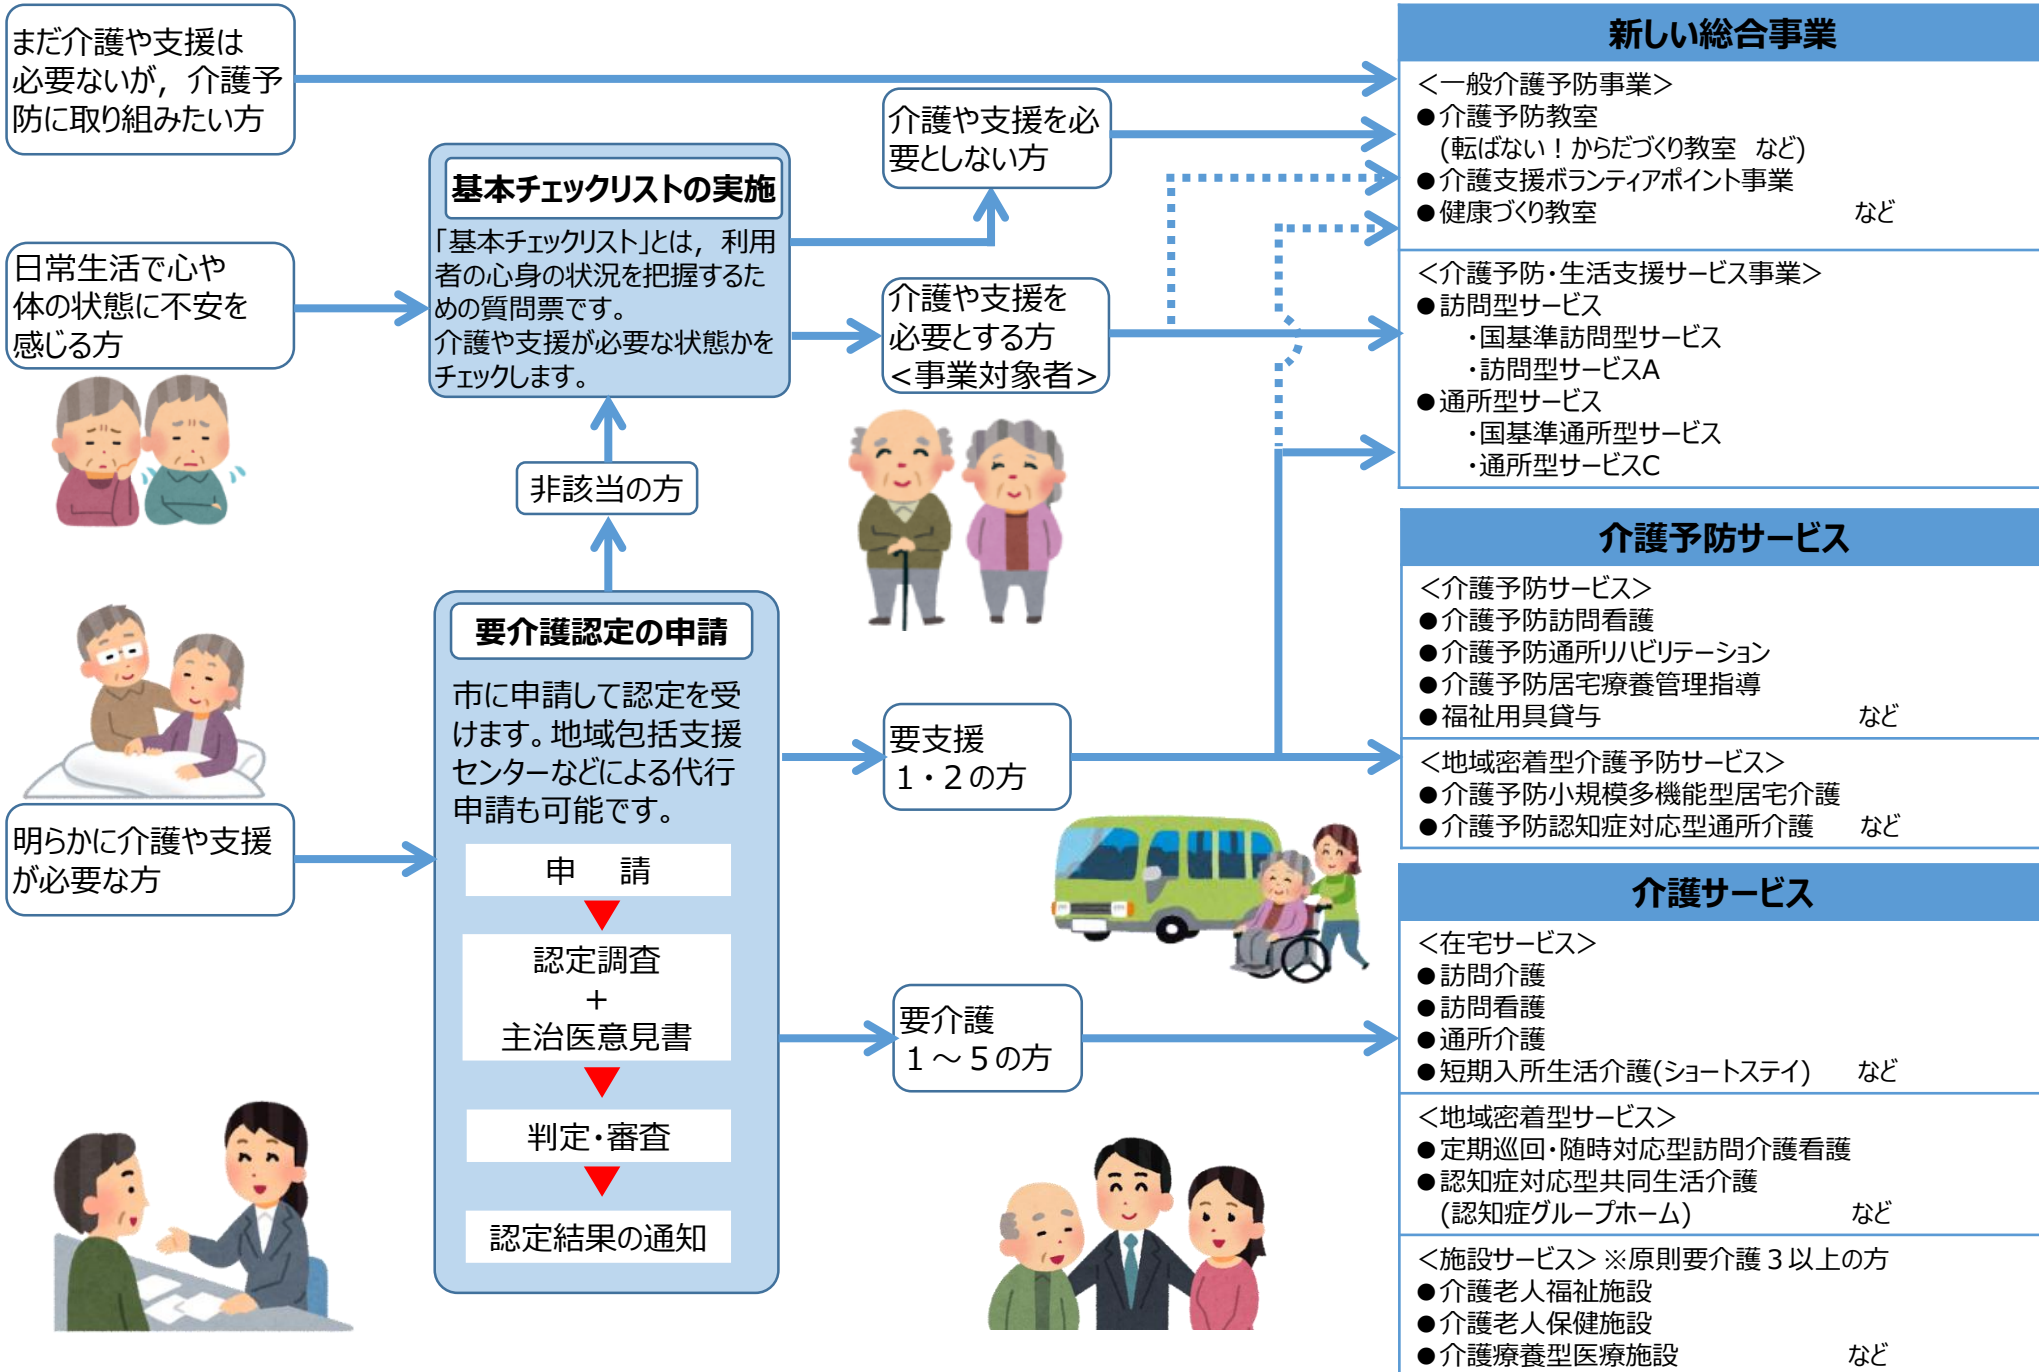 まだ介護や支援は
必要ないが，介護予
防に取り組みたい方
日常生活で心や
体の状態に不安を
感じる方
明らかに介護や支援
が必要な方
基本チェックリストの実施
「基本チェックリスト」とは，利用
者の心身の状況を把握するた
めの質問票です。
介護や支援が必要な状態かを
チェックします。
非該当の方
要介護認定の申請
市に申請して認定を受
けます。地域包括支援
センターなどによる代行
申請も可能です。
申　請
認定調査
＋
主治医意見書
判定・審査
認定結果の通知
介護や支援を必
要としない方
介護や支援を
必要とする方
<事業対象者>
要支援
１・２の方
要介護
１～５の方
新しい総合事業
＜一般介護予防事業＞
●介護予防教室
(転ばない！からだづくり教室　など)
●介護支援ボランティアポイント事業
●健康づくり教室　など
＜介護予防・生活支援サービス事業＞
●訪問型サービス
・国基準訪問型サービス
・訪問型サービスA
●通所型サービス
・国基準通所型サービス
・通所型サービスC
介護予防サービス
＜介護予防サービス＞
●介護予防訪問看護
●介護予防通所リハビリテーション
●介護予防居宅療養管理指導
●福祉用具貸与　など
＜地域密着型介護予防サービス＞
●介護予防小規模多機能型居宅介護
●介護予防認知症対応型通所介護　など
介護サービス
＜在宅サービス＞
●訪問介護
●訪問看護
●通所介護
●短期入所生活介護(ショートステイ)　など
＜地域密着型サービス＞
●定期巡回・随時対応型訪問介護看護
●認知症対応型共同生活介護
(認知症グループホーム)　など
＜施設サービス＞※原則要介護３以上の方
●介護老人福祉施設
●介護老人保健施設
●介護療養型医療施設　など